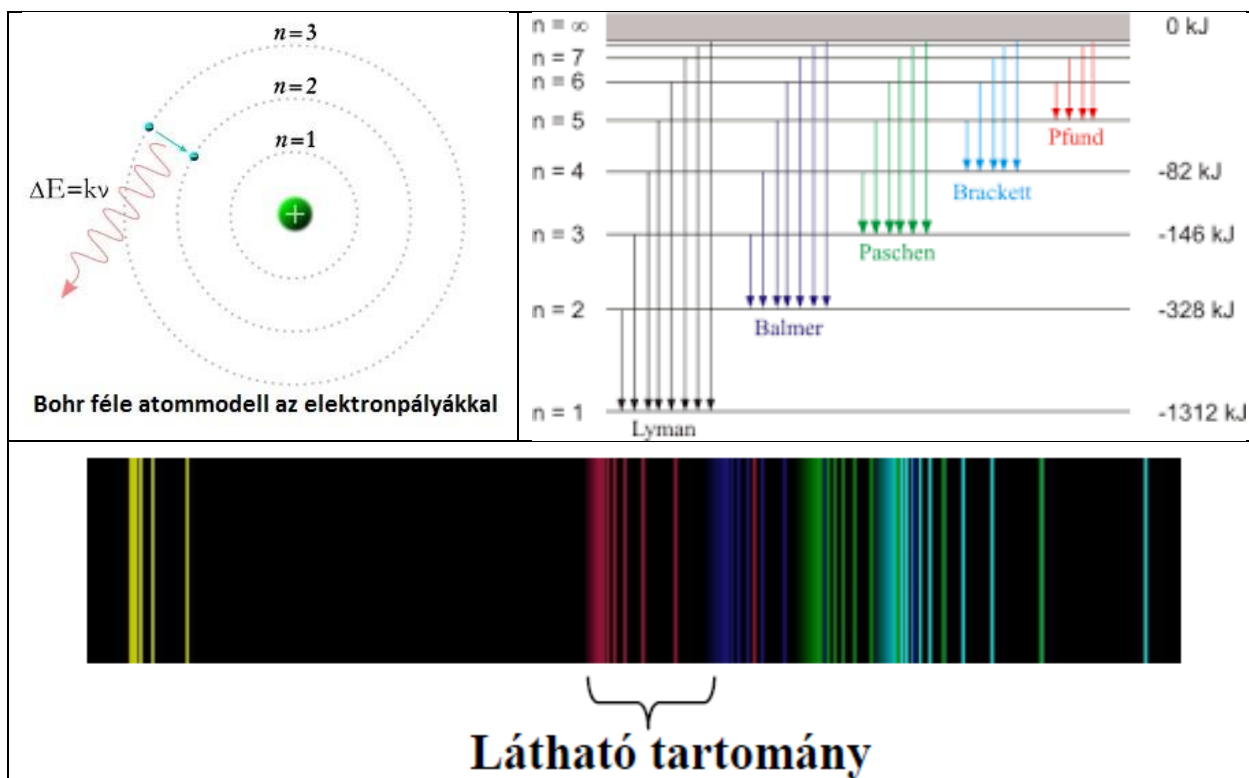 n=3
n=2
n=1
ΔE=kν
Bohr féle atommodell az elektronpályákkal
n = ∞ 0 kJ
n = 7
n = 6
n = 5
Pfund
n = 4 -82 kJ
Brackett
n = 3 -146 kJ
Paschen
n = 2 -328 kJ
Balmer
n = 1 -1312 kJ
Lyman
Látható tartomány